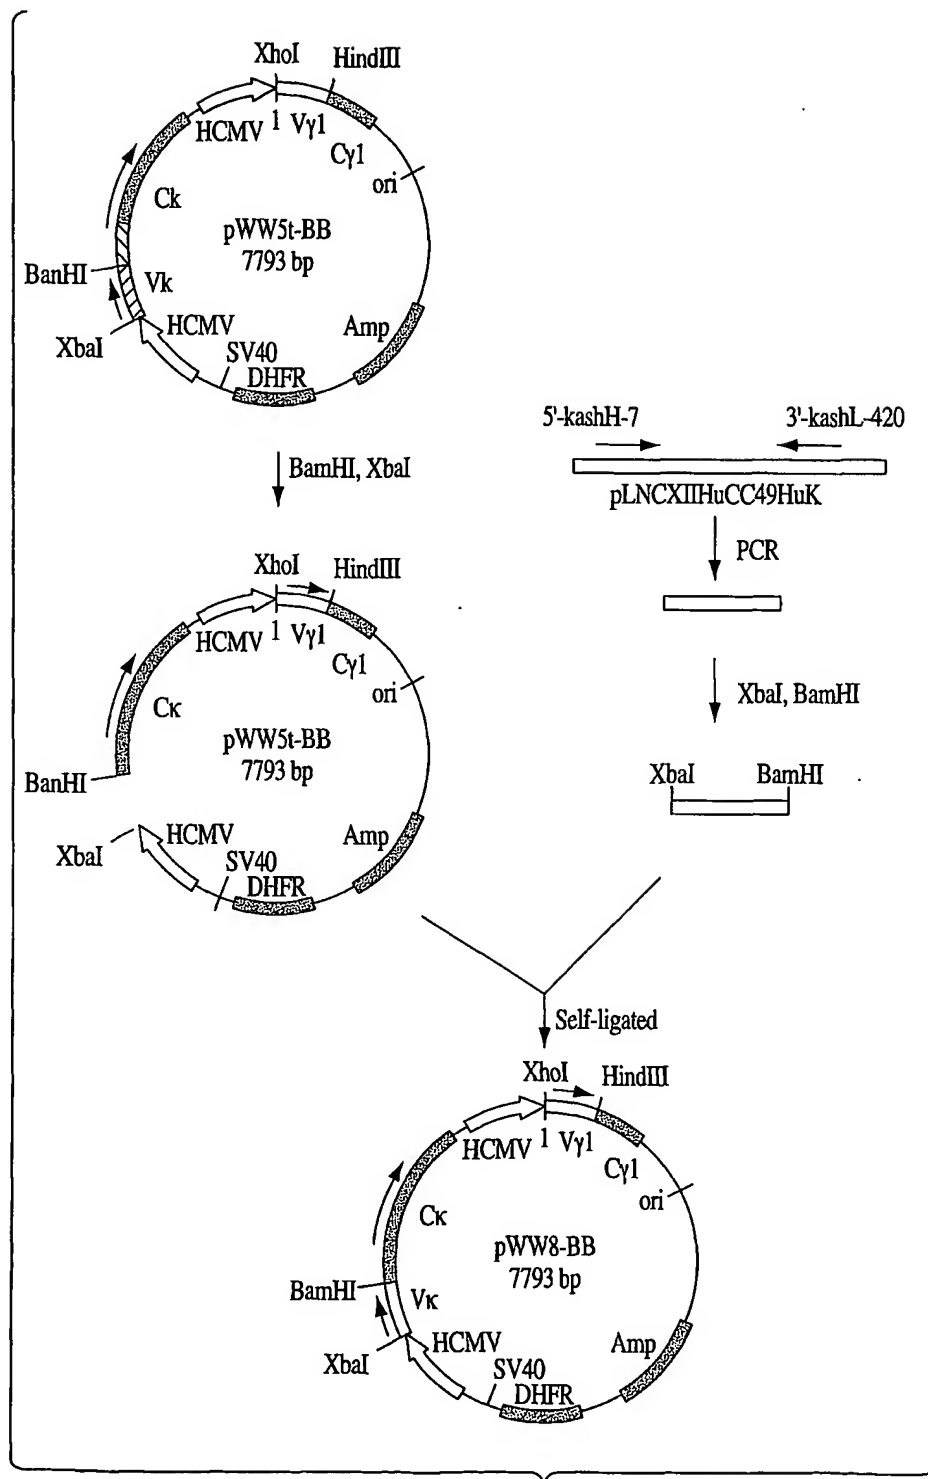 XhoI
HindIII
HCMV
1
Vγ1
Cγ1
ori
Ck
pWW5t-BB
7793 bp
BanHI
Vk
HCMV
XbaI
SV40
DHFR
Amp
BamHI, XbaI
5'-kashH-7
3'-kashL-420
pLNCXIIHuCC49HuK
PCR
XbaI, BamHI
XbaI
BamHI
XhoI
HindIII
HCMV
1
Vγ1
Cγ1
ori
Cκ
pWW5t-BB
7793 bp
BanHI
HCMV
XbaI
SV40
DHFR
Amp
Self-ligated
XhoI
HindIII
HCMV
1
Vγ1
Cγ1
ori
Cκ
pWW8-BB
7793 bp
BamHI
Vκ
HCMV
XbaI
SV40
DHFR
Amp